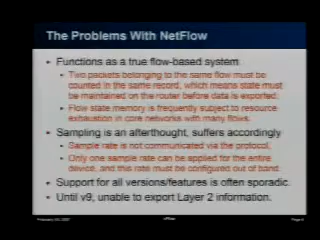 The Problems With NetFlow
• Functions as a true flow-based system
• Two packets belonging to the same flow must be
counted in the same record, which means state must
be maintained on the router before data is exported.
• Flow state memory is frequently subject to resource
exhaustion in core networks with many flows.
• Sampling is an afterthought, suffers accordingly
• Sample rate is not communicated via the protocol.
• Only one sample rate can be applied for the entire
device, and this rate must be configured out of band.
• Support for all versions/features is often sporadic.
• Until v9, unable to export Layer 2 information.